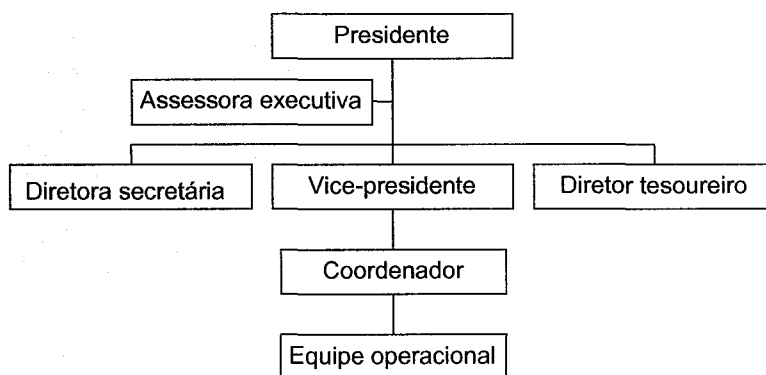 Presidente
Assessora executiva
Diretora secretária
Vice-presidente
Diretor tesoureiro
Coordenador
Equipe operacional